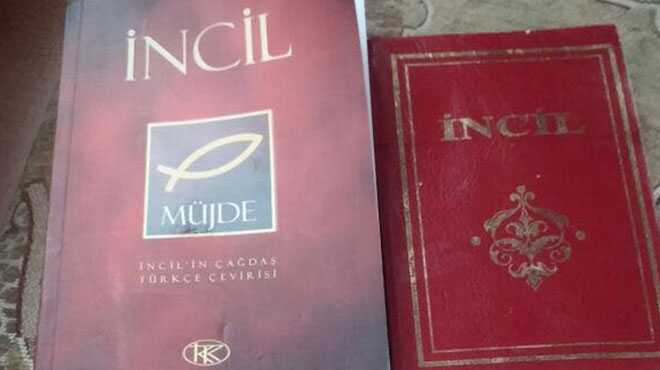 İNCİL
MÜJDE
İNCİL'İN ÇAĞDAŞ
TÜRKÇE ÇEVİRİSİ
İNCİL